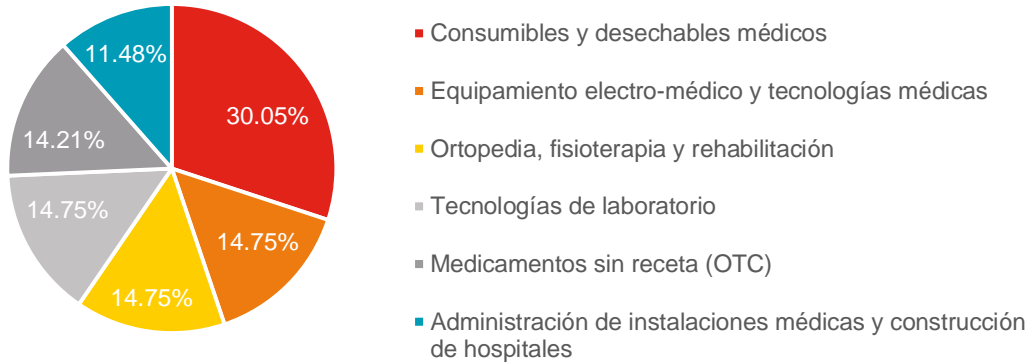 11.48%
30.05%
14.21%
14.75%
14.75%
14.75%
Consumibles y desechables médicos
Equipamiento electro-médico y tecnologías médicas
Ortopedia, fisioterapia y rehabilitación
Tecnologías de laboratorio
Medicamentos sin receta (OTC)
Administración de instalaciones médicas y construcción
de hospitales